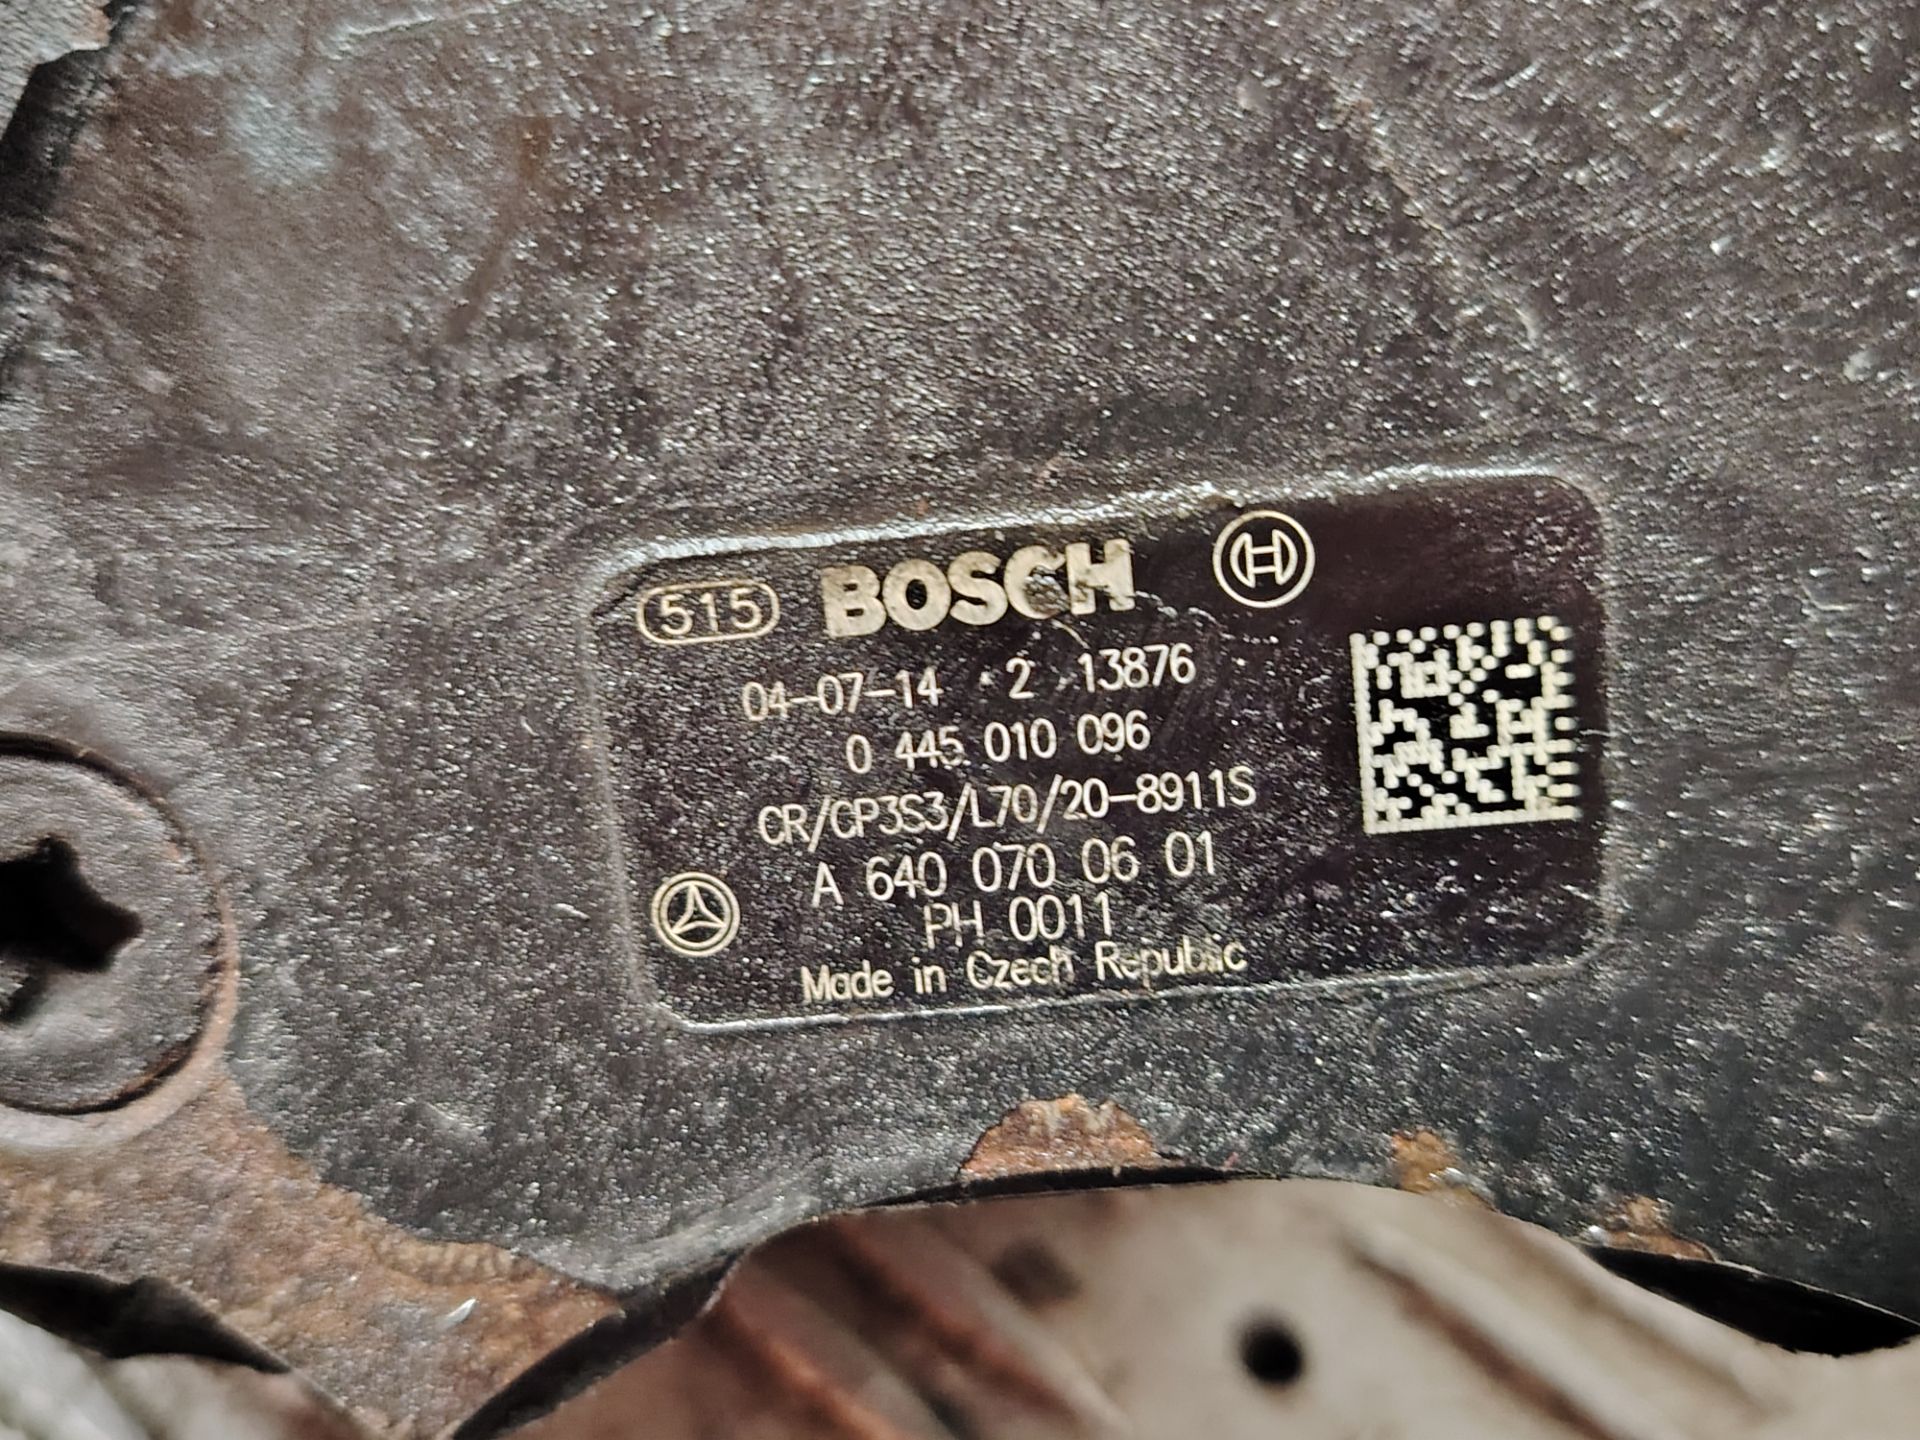 515 BOSCH
04-07-14 2 13876
0 445 010 096
CR/CP3S3/L70/20-8911S
A 640 070 06 01
PH 0011
Made in Czech Republic